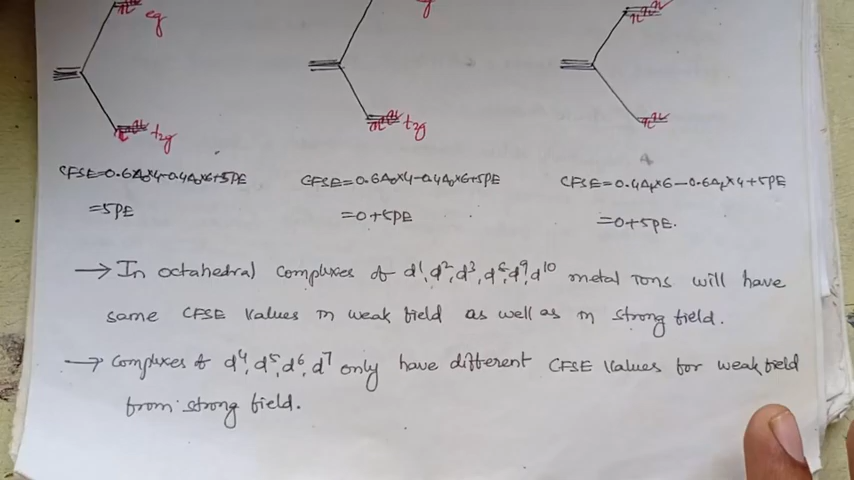 eg
t2g
t2g
CFSE=0.6Δ0×4-0.4Δ0×6+5PE
=5PE
CFSE=0.6Δ0×4-0.4Δ0×6+5PE
=0+5PE
CFSE=0.4Δt×6-0.6Δt×4+5PE
=0+5PE.
→ In octahedral complexes of d1, d2, d3, d8, d9, d10 metal Ions will have
same CFSE values in weak field as well as in strong field.
→ complexes of d4, d5, d6, d7 only have different CFSE values for weak field
from strong field.